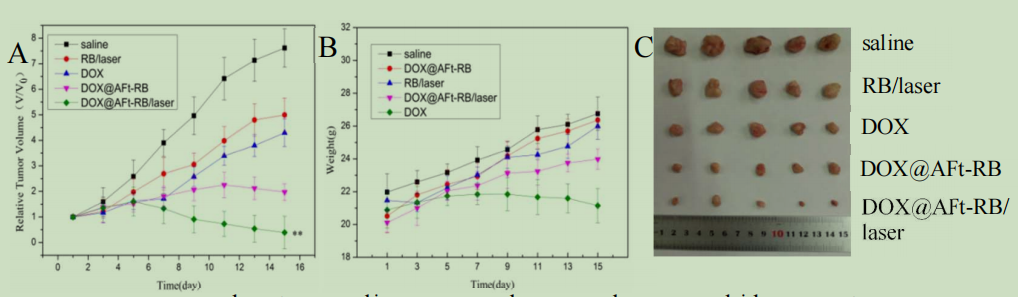 A
Relative Tumor Volume (V/V0)
8
7
6
5
4
3
2
1
0
saline
RB/laser
DOX
DOX@AFt-RB
DOX@AFt-RB/laser
**
0 2 4 6 8 10 12 14 16
Time(day)
B
Weight(g)
32
30
28
26
24
22
20
18
saline
DOX@AFt-RB
RB/laser
DOX@AFt-RB/laser
DOX
1 3 5 7 9 11 13 15
Time(day)
C
saline
RB/laser
DOX
DOX@AFt-RB
DOX@AFt-RB/
laser
1 2 3 4 5 6 7 8 9 10 11 12 13 14 15